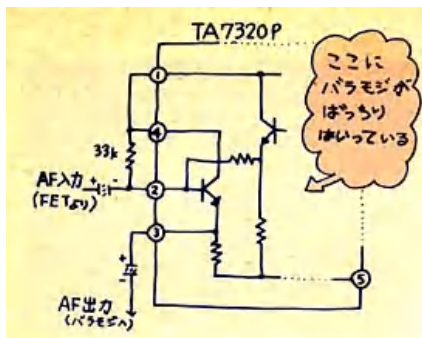 TA7320P
ここに
バラモジが
ばっちり
はいっている
①
④
33k
AF入力
(FETより)
+
-
②
③
+
-
⑤
AF出力
(バラモジへ)